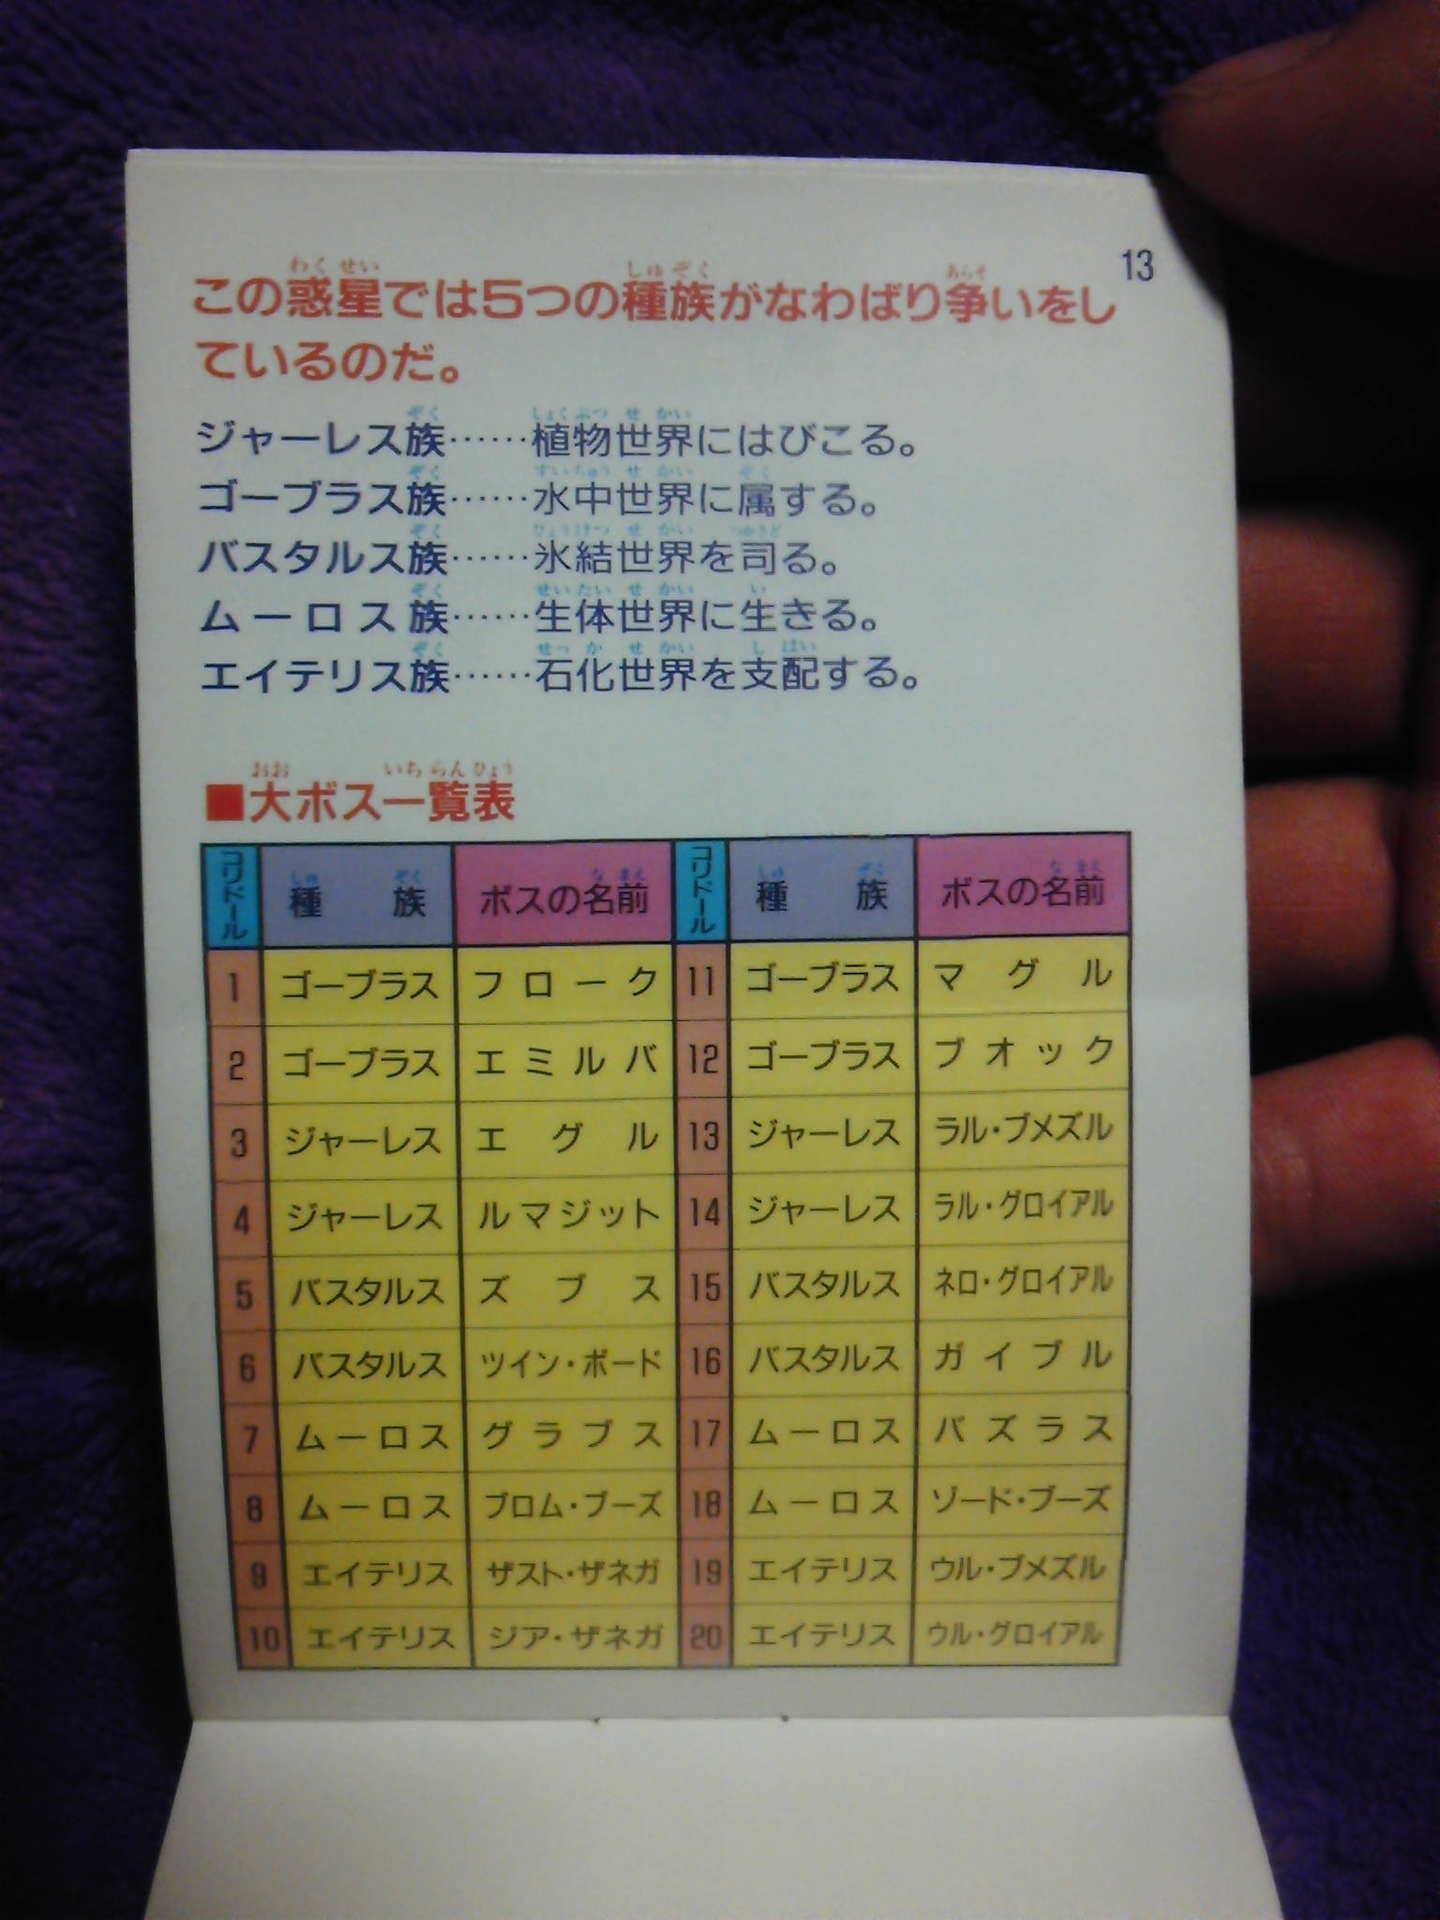 13
この惑星では5つの種族がなわばり争いをし
ているのだ。
ジャーレス族……植物世界にはびこる。
ゴーブラス族……水中世界に属する。
バスタルス族……氷結世界を司る。
ムーロス族……生体世界に生きる。
エイテリス族……石化世界を支配する。
■大ボス一覧表
コリドール 種族 ボスの名前 コリドール 種族 ボスの名前
1 ゴーブラス フローク 11 ゴーブラス マグル
2 ゴーブラス エミルバ 12 ゴーブラス ブオック
3 ジャーレス エグル 13 ジャーレス ラル・ブメズル
4 ジャーレス ルマジット 14 ジャーレス ラル・グロイアル
5 バスタルス ズブス 15 バスタルス ネロ・グロイアル
6 バスタルス ツイン・ボード 16 バスタルス ガイブル
7 ムーロス グラブス 17 ムーロス バズラス
8 ムーロス ブロム・ブーズ 18 ムーロス ソード・ブーズ
9 エイテリス ザスト・ザネガ 19 エイテリス ウル・ブメズル
10 エイテリス ジア・ザネガ 20 エイテリス ウル・グロイアル